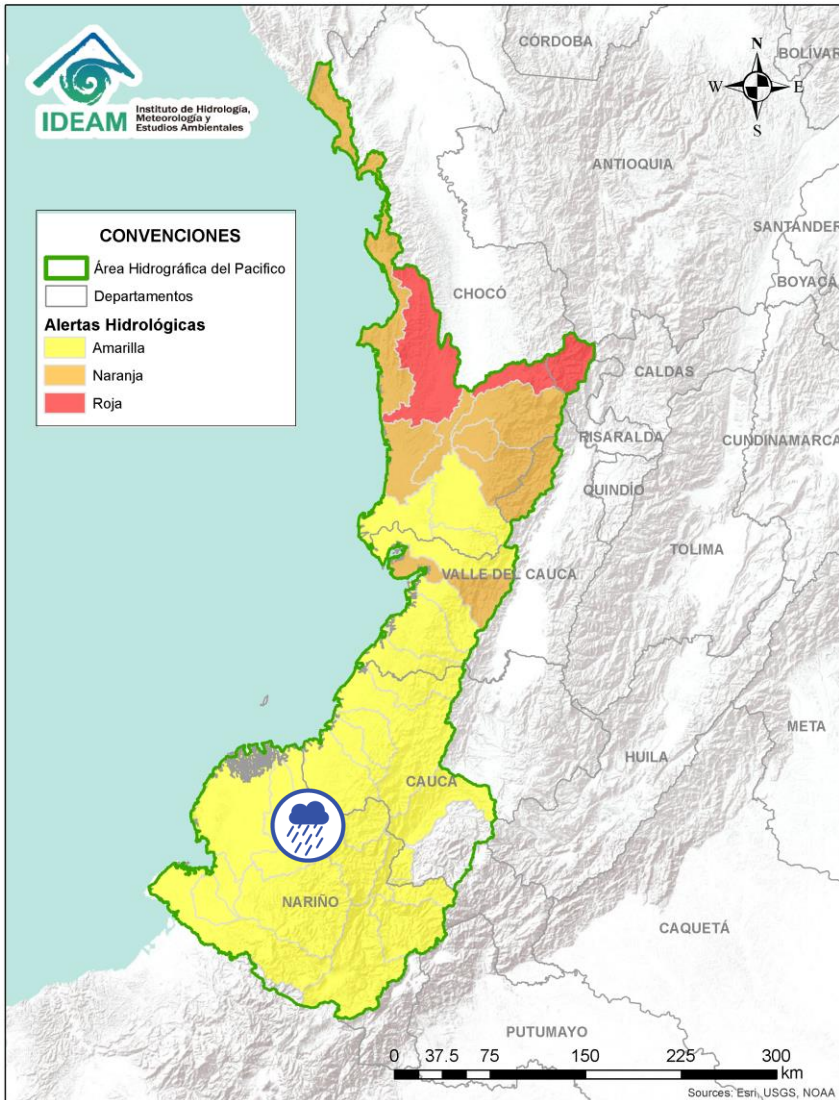 IDEAM
Instituto de Hidrología,
Meteorología y
Estudios Ambientales
CÓRDOBA
BOLÍVAR
N
W
E
S
ANTIOQUIA
SANTANDER
BOYACÁ
CONVENCIONES
Área Hidrográfica del Pacifico
Departamentos
Alertas Hidrológicas
Amarilla
Naranja
Roja
CHOCÓ
CALDAS
RISARALDA
CUNDINAMARCA
QUINDÍO
TOLIMA
VALLE DEL CAUCA
META
HUILA
CAUCA
NARIÑO
CAQUETÁ
PUTUMAYO
0 37.5 75 150 225 300
km
Sources: Esri, USGS, NOAA